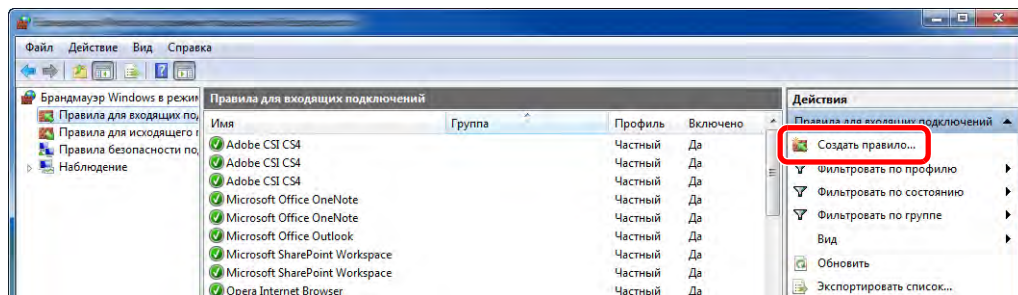 Файл Действие Вид Справка
Брандмауэр Windows в режим
Правила для входящих по
Правила для исходящего г
Правила безопасности по
Наблюдение
Правила для входящих подключений
Имя Группа Профиль Включено
Adobe CSI CS4 Частный Да
Adobe CSI CS4 Частный Да
Adobe CSI CS4 Частный Да
Microsoft Office OneNote Частный Да
Microsoft Office OneNote Частный Да
Microsoft Office Outlook Частный Да
Microsoft SharePoint Workspace Частный Да
Microsoft SharePoint Workspace Частный Да
Opera Internet Browser Частный Да
Действия
Правила для входящих подключений
Создать правило...
Фильтровать по профилю
Фильтровать по состоянию
Фильтровать по группе
Вид
Обновить
Экспортировать список...